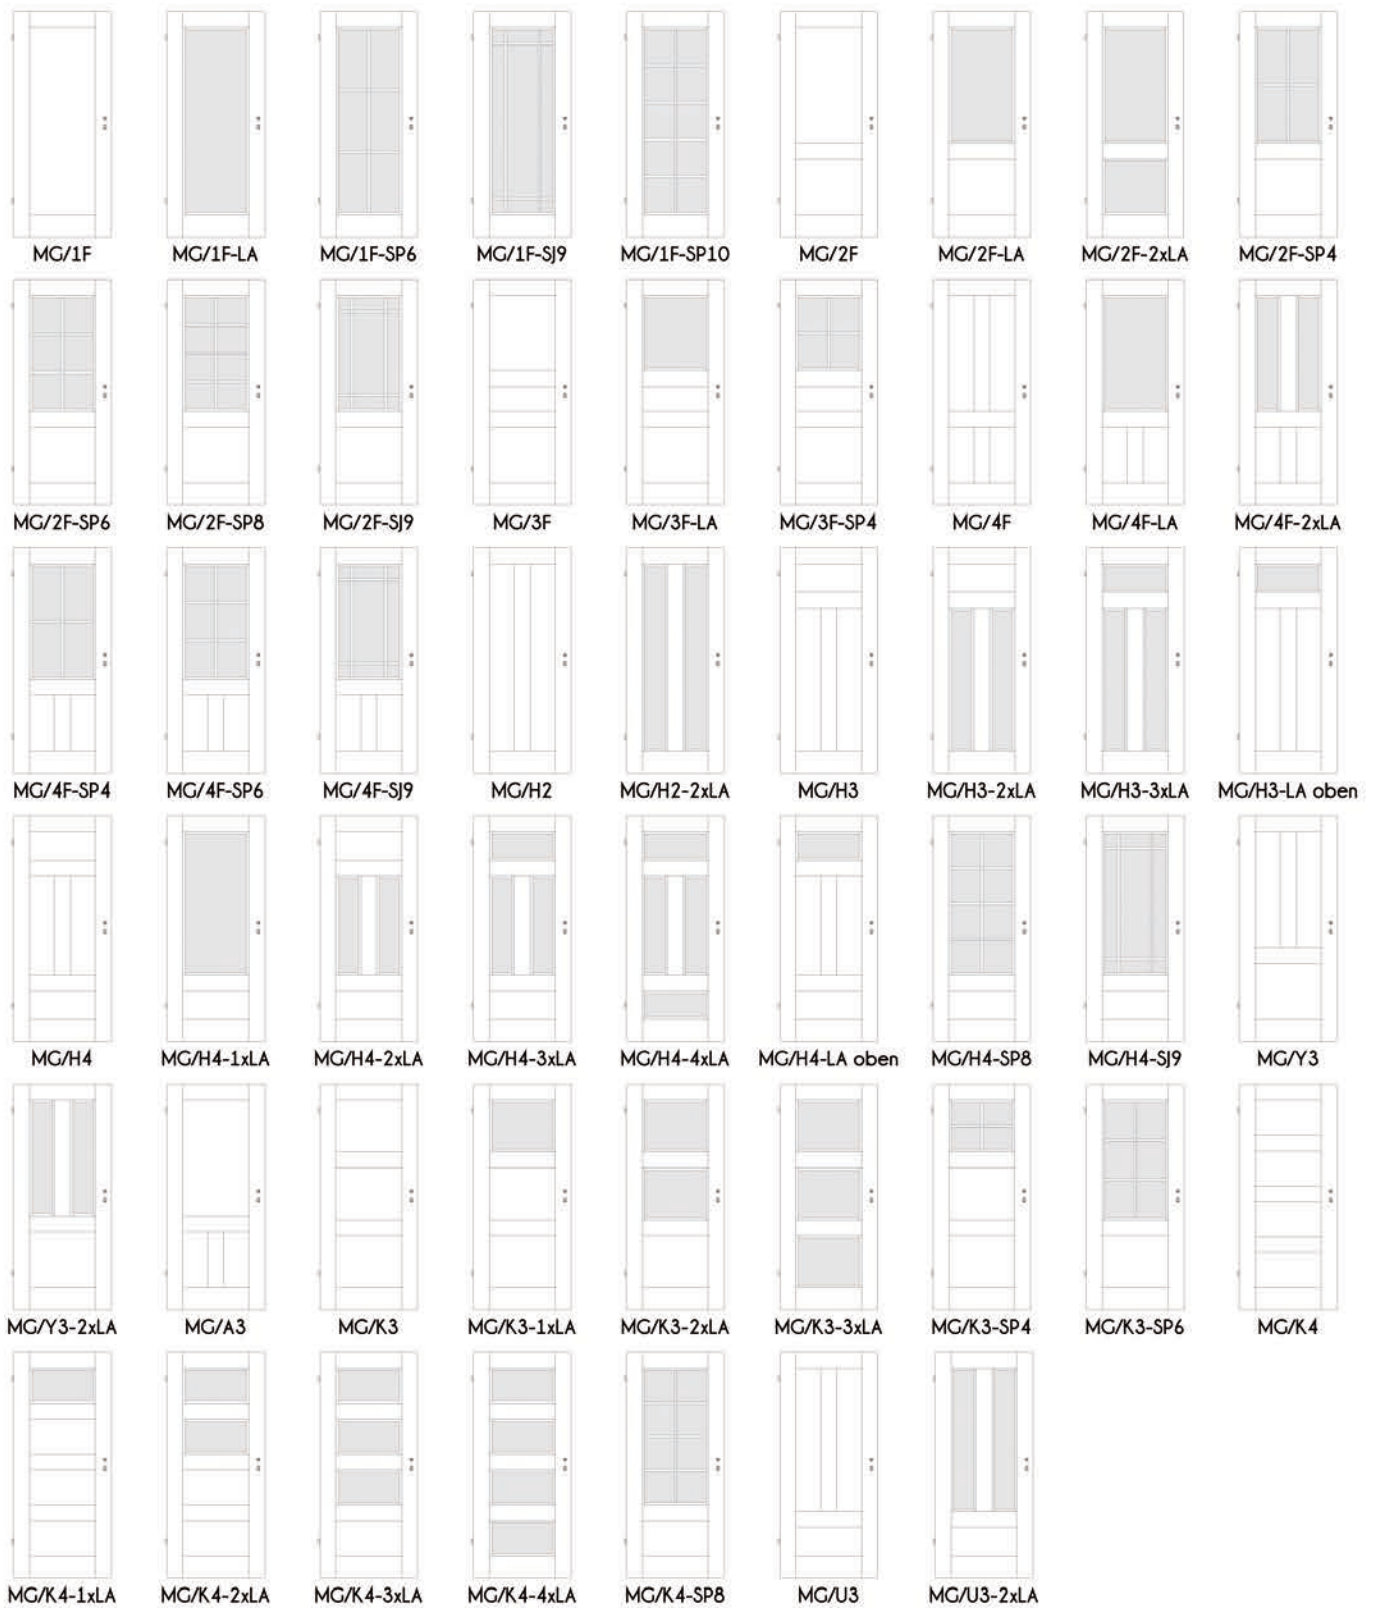 MG/1F MG/1F-LA MG/1F-SP6 MG/1F-SJ9 MG/1F-SP10 MG/2F MG/2F-LA MG/2F-2xLA MG/2F-SP4
MG/2F-SP6 MG/2F-SP8 MG/2F-SJ9 MG/3F MG/3F-LA MG/3F-SP4 MG/4F MG/4F-LA MG/4F-2xLA
MG/4F-SP4 MG/4F-SP6 MG/4F-SJ9 MG/H2 MG/H2-2xLA MG/H3 MG/H3-2xLA MG/H3-3xLA MG/H3-LA oben
MG/H4 MG/H4-1xLA MG/H4-2xLA MG/H4-3xLA MG/H4-4xLA MG/H4-LA oben MG/H4-SP8 MG/H4-SJ9 MG/Y3
MG/Y3-2xLA MG/A3 MG/K3 MG/K3-1xLA MG/K3-2xLA MG/K3-3xLA MG/K3-SP4 MG/K3-SP6 MG/K4
MG/K4-1xLA MG/K4-2xLA MG/K4-3xLA MG/K4-4xLA MG/K4-SP8 MG/U3 MG/U3-2xLA